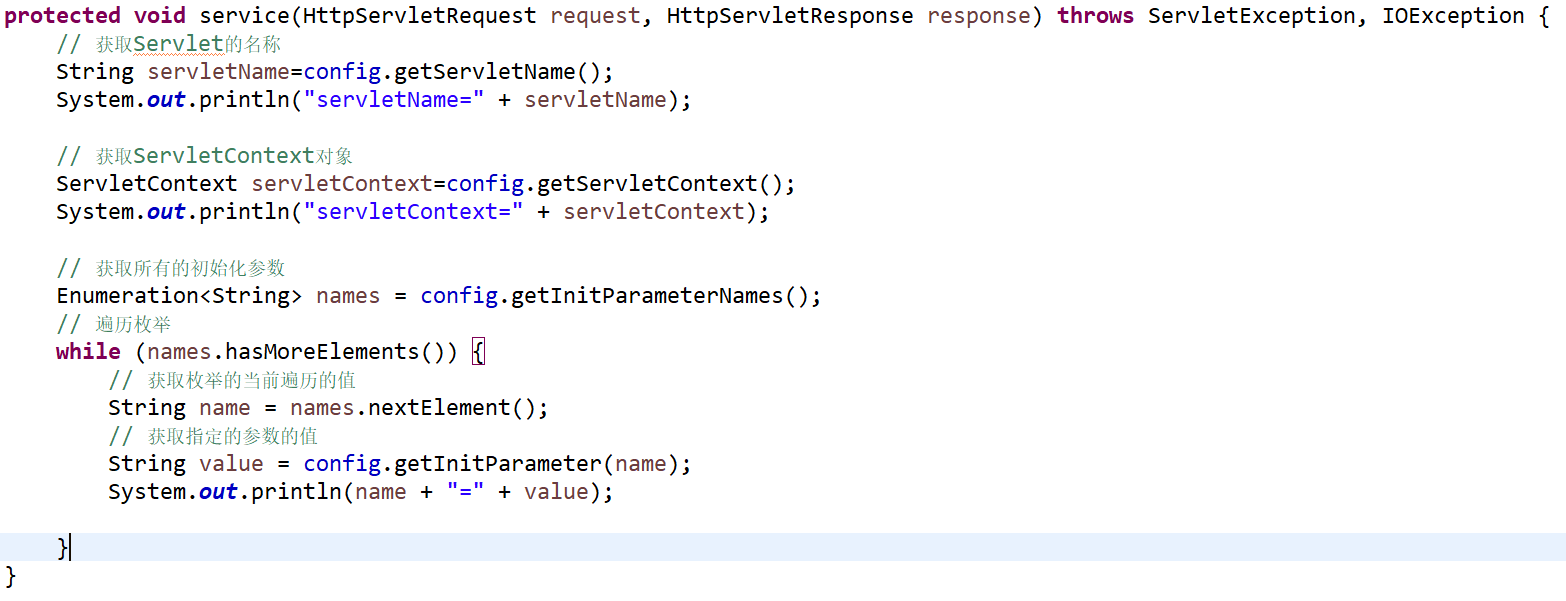 protected void service(HttpServletRequest request, HttpServletResponse response) throws ServletException, IOException {
// 获取Servlet的名称
String servletName=config.getServletName();
System.out.println("servletName=" + servletName);
// 获取ServletContext对象
ServletContext servletContext=config.getServletContext();
System.out.println("servletContext=" + servletContext);
// 获取所有的初始化参数
Enumeration<String> names = config.getInitParameterNames();
// 遍历枚举
while (names.hasMoreElements()) {
// 获取枚举的当前遍历的值
String name = names.nextElement();
// 获取指定的参数的值
String value = config.getInitParameter(name);
System.out.println(name + "=" + value);
}
}